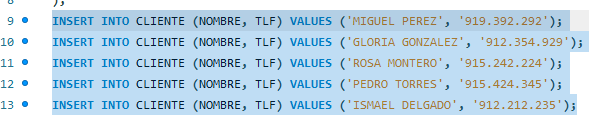 8 );
9 INSERT INTO CLIENTE (NOMBRE, TLF) VALUES ('MIGUEL PEREZ', '919.392.292');
10 INSERT INTO CLIENTE (NOMBRE, TLF) VALUES ('GLORIA GONZALEZ', '912.354.929');
11 INSERT INTO CLIENTE (NOMBRE, TLF) VALUES ('ROSA MONTERO', '915.242.224');
12 INSERT INTO CLIENTE (NOMBRE, TLF) VALUES ('PEDRO TORRES', '915.424.345');
13 INSERT INTO CLIENTE (NOMBRE, TLF) VALUES ('ISMAEL DELGADO', '912.212.235');